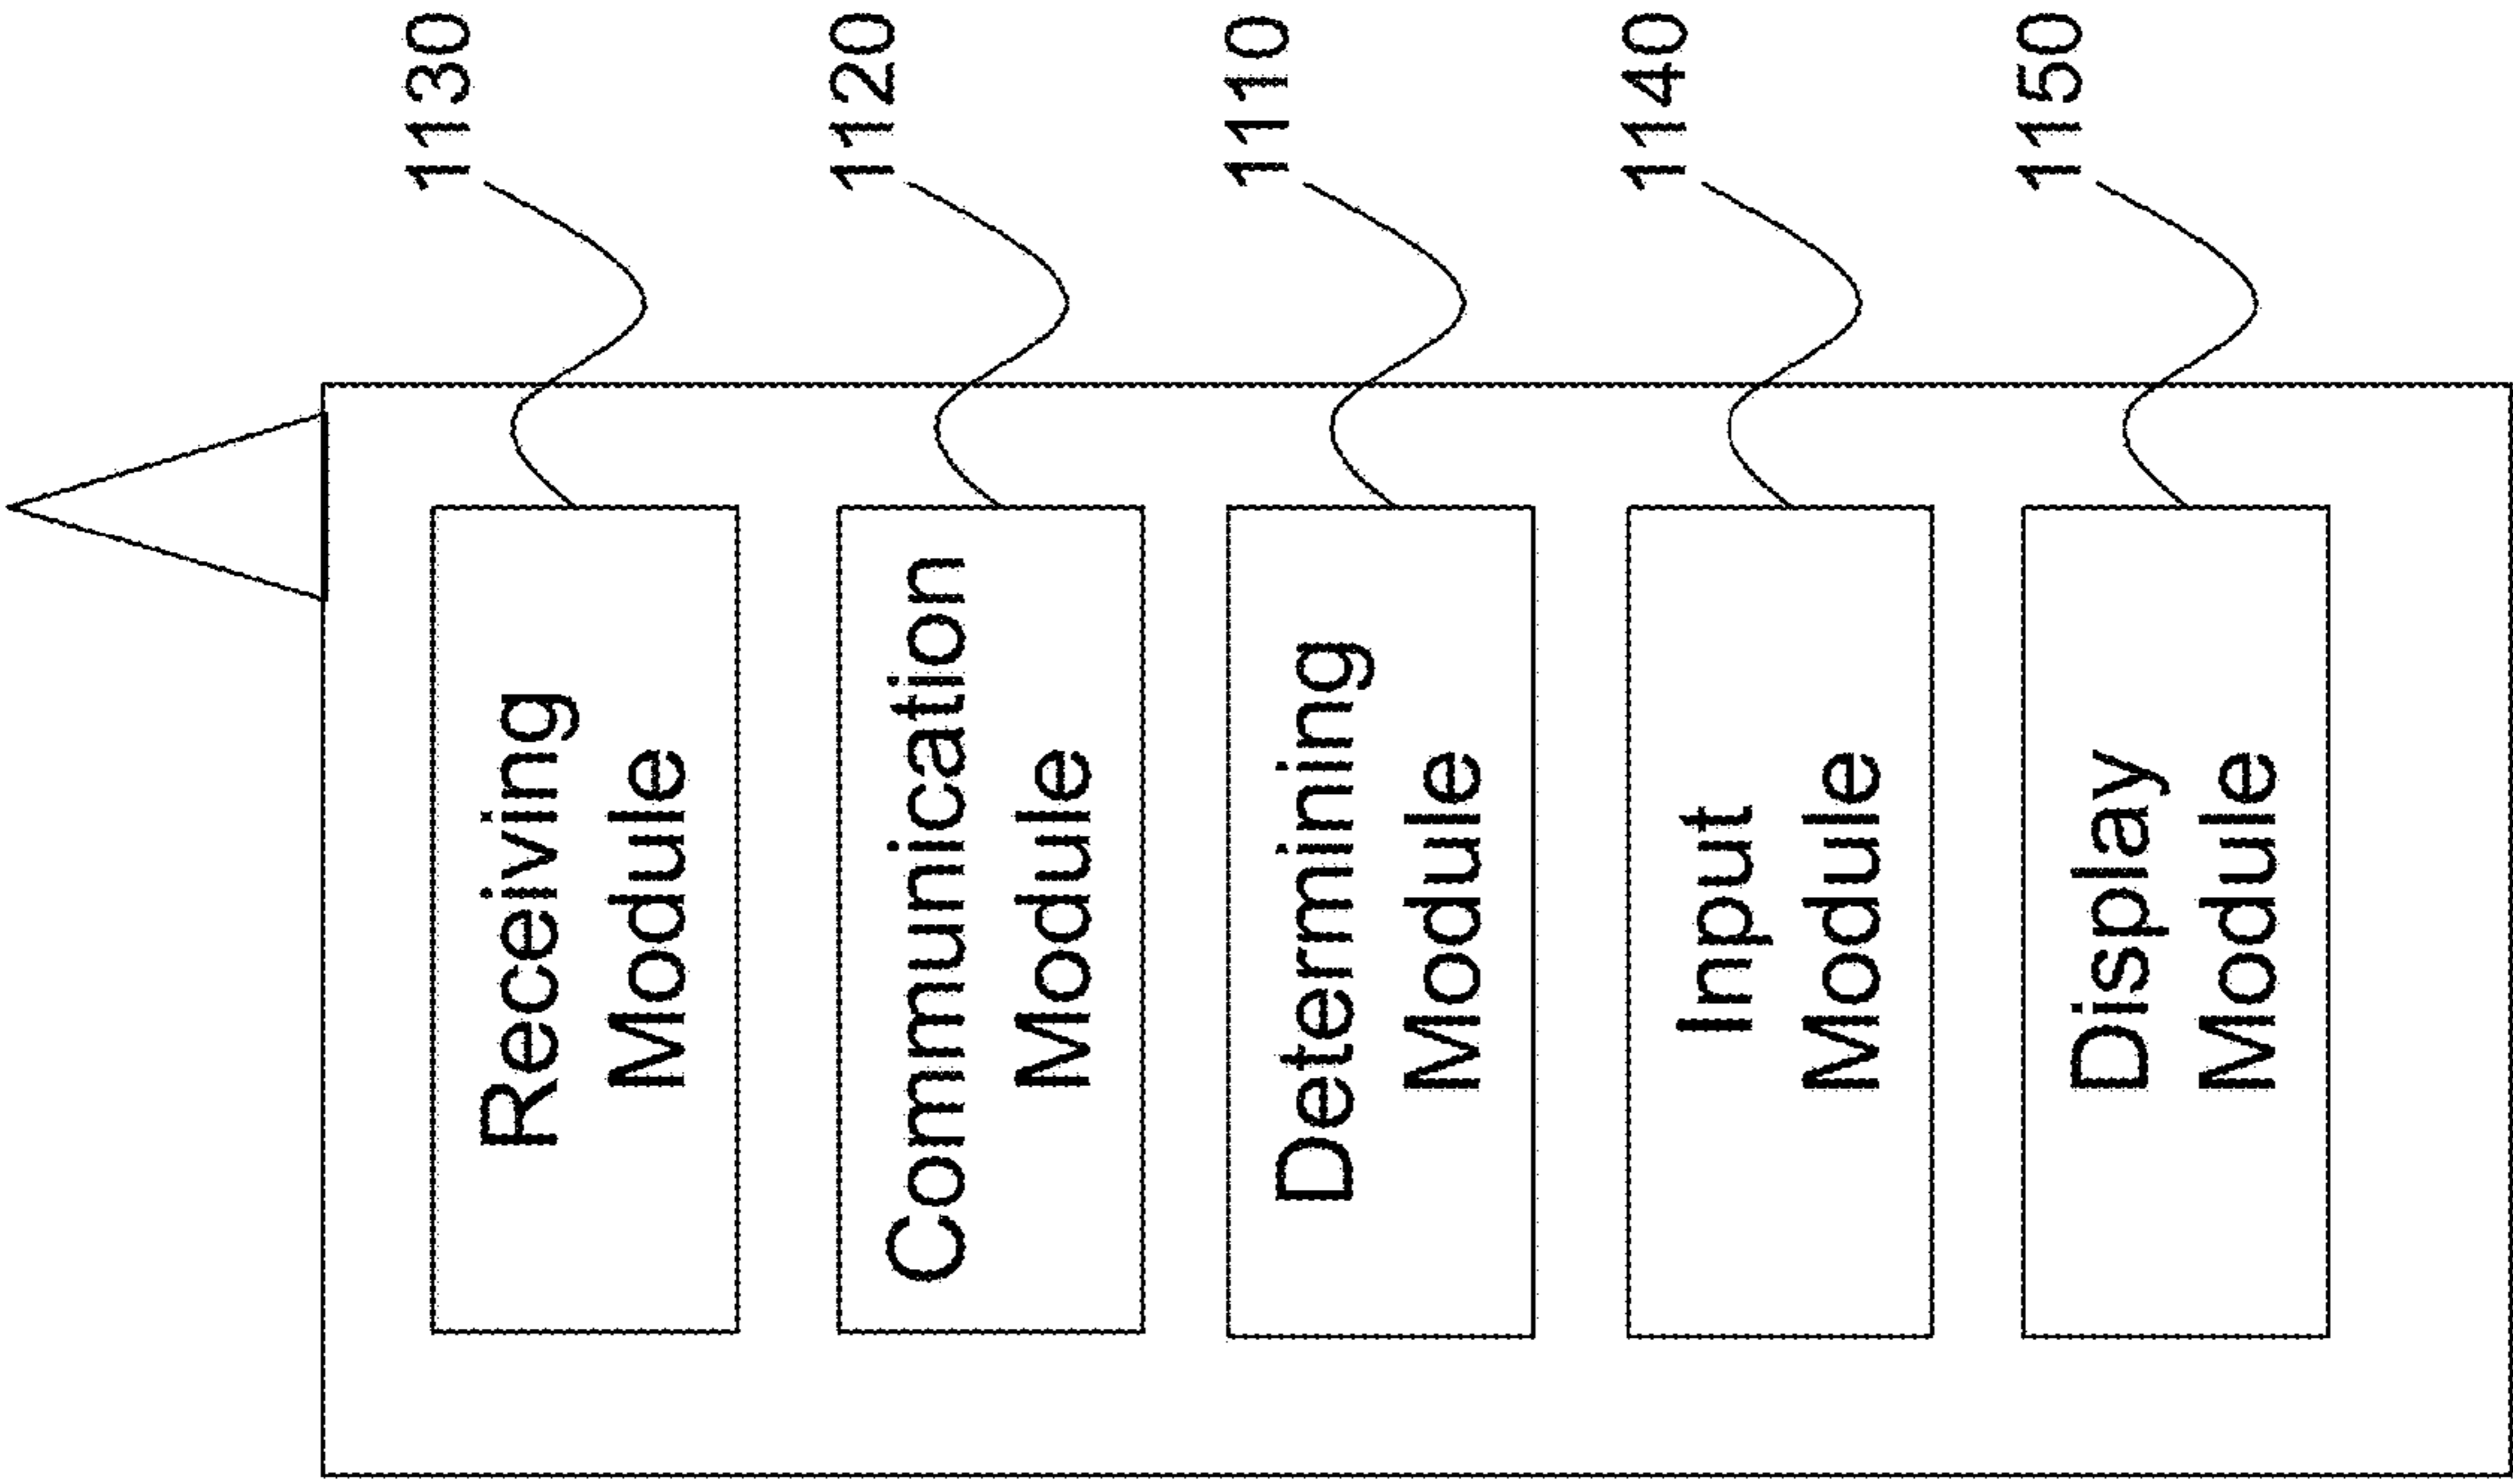 Receiving
Module
1130
Communication
Module
1120
Determining
Module
1110
Input
Module
1140
Display
Module
1150